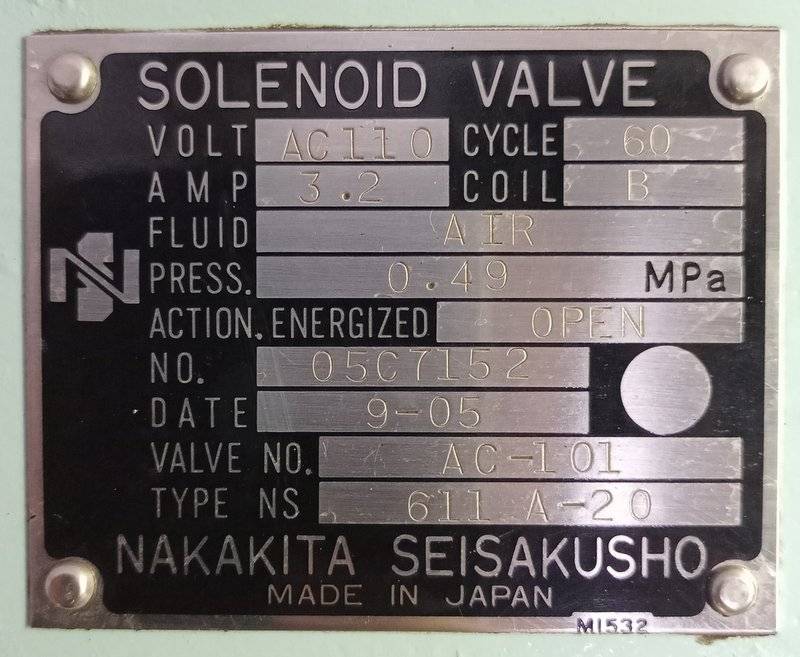 SOLENOID VALVE
VOLT AC110 CYCLE 60
AMP 3.2 COIL B
FLUID AIR
PRESS. 0.49 MPa
ACTION. ENERGIZED OPEN
NO. 05C7152
DATE 9-05
VALVE NO. AC-101
TYPE NS 611 A-20
NAKAKITA SEISAKUSHO
MADE IN JAPAN
M1532